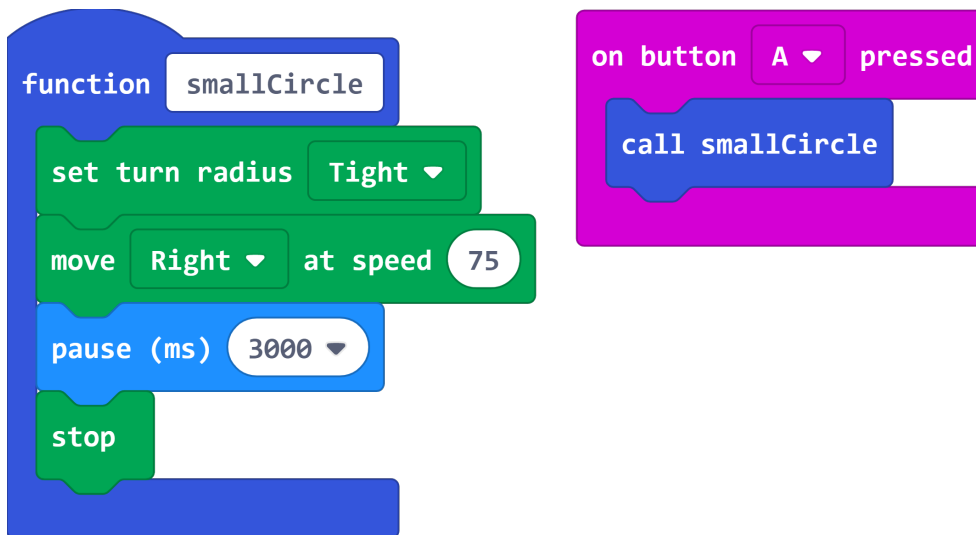 function smallCircle
set turn radius Tight
move Right at speed 75
pause (ms) 3000
stop
on button A pressed
call smallCircle